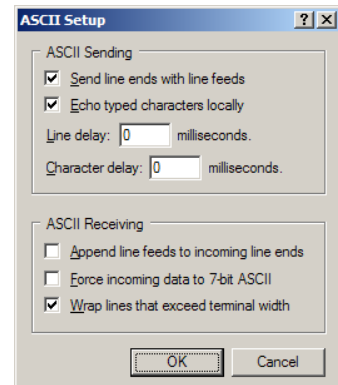 ASCII Setup
ASCII Sending
Send line ends with line feeds
Echo typed characters locally
Line delay: 0 milliseconds.
Character delay: 0 milliseconds.
ASCII Receiving
Append line feeds to incoming line ends
Force incoming data to 7-bit ASCII
Wrap lines that exceed terminal width
OK Cancel